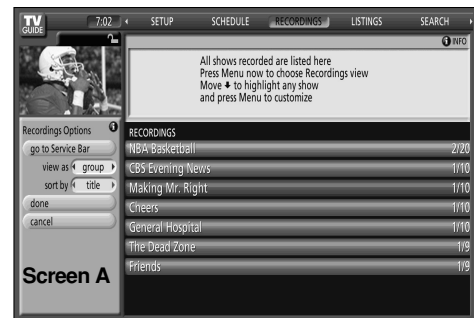 TV
GUIDE
7:02
SETUP
SCHEDULE
RECORDINGS
LISTINGS
SEARCH
INFO
All shows recorded are listed here
Press Menu now to choose Recordings view
Move to highlight any show
and press Menu to customize
Recordings Options
go to Service Bar
view as group
sort by title
done
cancel
Screen A
RECORDINGS
NBA Basketball 2/20
CBS Evening News 1/10
Making Mr. Right 1/10
Cheers 1/10
General Hospital 1/10
The Dead Zone 1/9
Friends 1/9